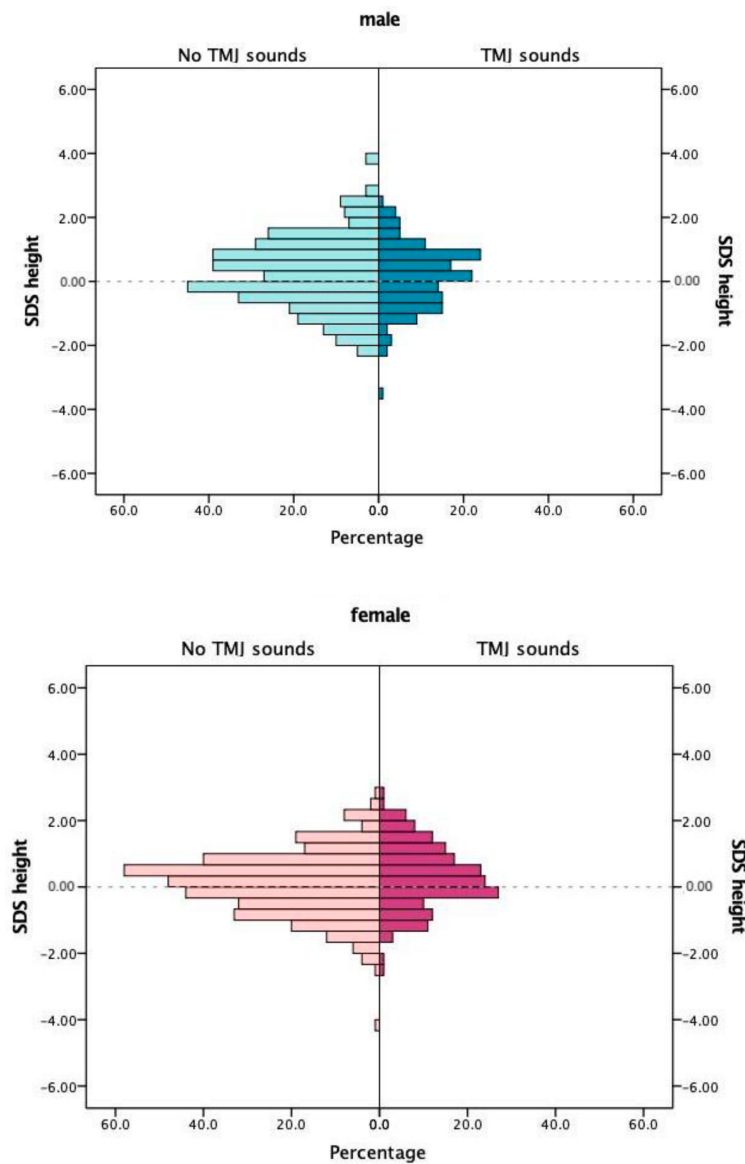 male
No TMJ sounds TMJ sounds
6.00 6.00
4.00 4.00
2.00 2.00
0.00 0.00
−2.00 −2.00
−4.00 −4.00
−6.00 −6.00
SDS height
SDS height
60.0 40.0 20.0 0.0 20.0 40.0 60.0
Percentage
female
No TMJ sounds TMJ sounds
6.00 6.00
4.00 4.00
2.00 2.00
0.00 0.00
−2.00 −2.00
−4.00 −4.00
−6.00 −6.00
SDS height
SDS height
60.0 40.0 20.0 0.0 20.0 40.0 60.0
Percentage